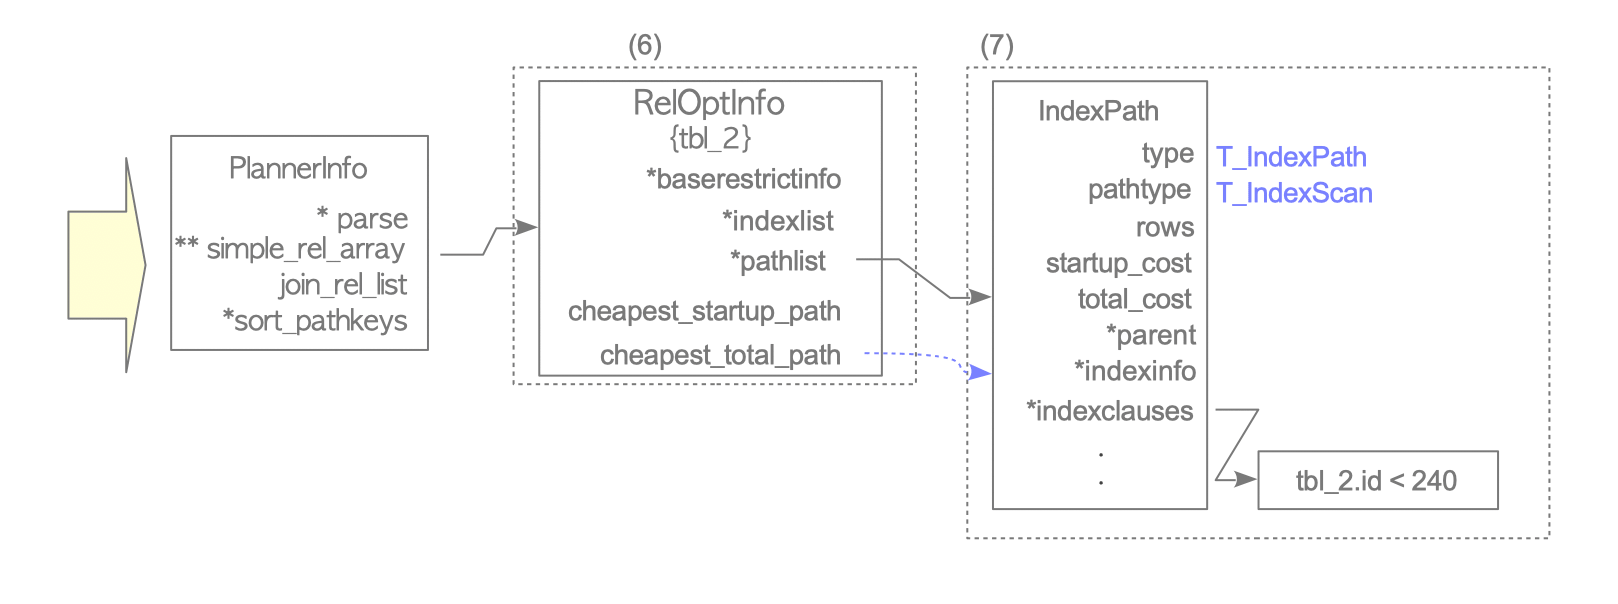 (6)
(7)
PlannerInfo
* parse
** simple_rel_array
join_rel_list
*sort_pathkeys
RelOptInfo
{tbl_2}
*baserestrictinfo
*indexlist
*pathlist
cheapest_startup_path
cheapest_total_path
IndexPath
type T_IndexPath
pathtype T_IndexScan
rows
startup_cost
total_cost
*parent
*indexinfo
*indexclauses
.
.
tbl_2.id < 240